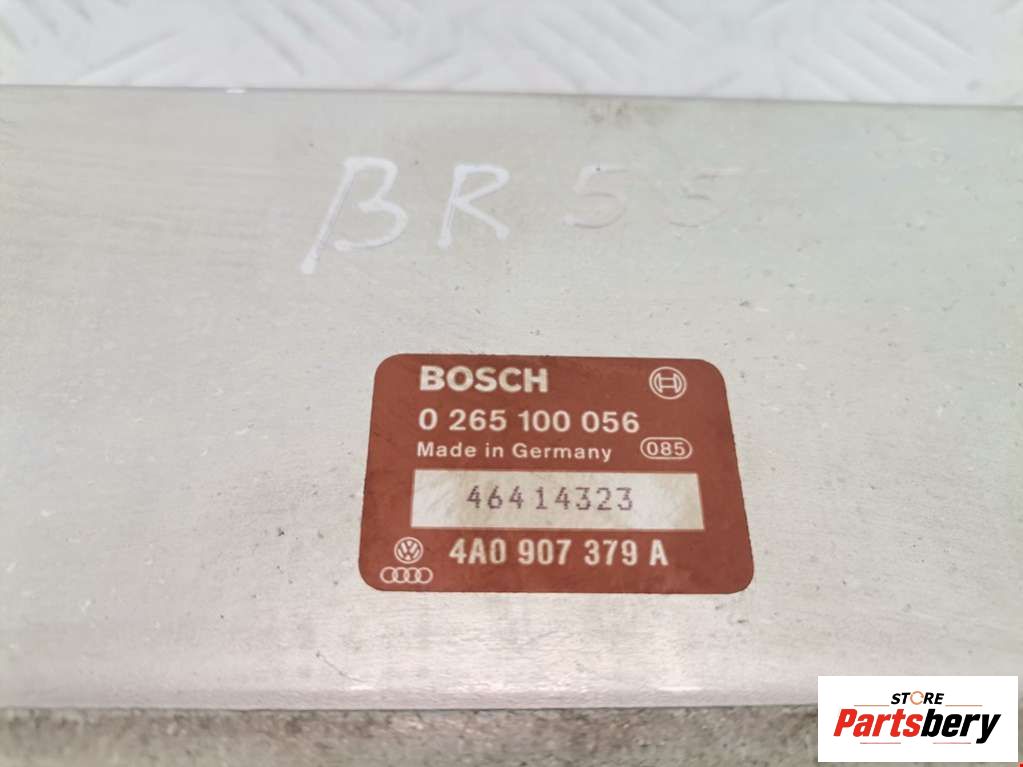 BR 55
BOSCH
0 265 100 056
Made in Germany 085
46414323
4A0 907 379 A
STORE
Partsbery